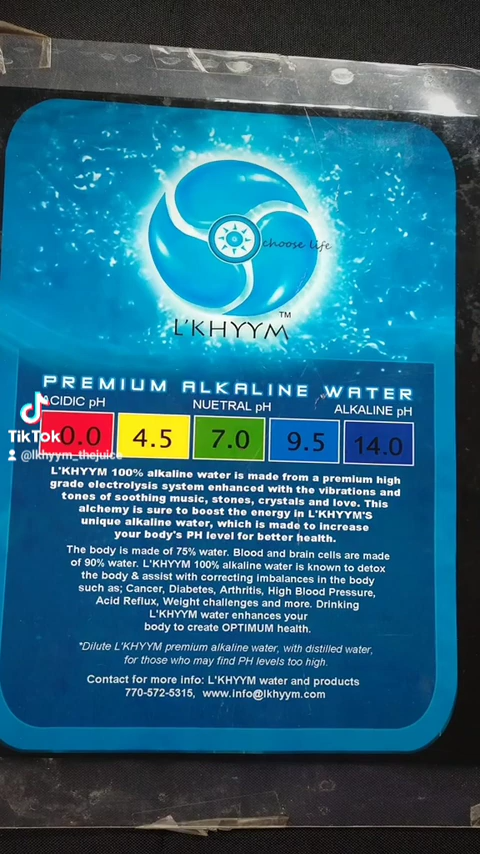 choose life
TM
L'KHYYM
PREMIUM ALKALINE WATER
ACIDIC pH NUETRAL pH ALKALINE pH
0.0 4.5 7.0 9.5 14.0
TikTok
@lkhyym_thejuice
L'KHYYM 100% alkaline water is made from a premium high
grade electrolysis system enhanced with the vibrations and
tones of soothing music, stones, crystals and love. This
alchemy is sure to boost the energy in L'KHYYM'S
unique alkaline water, which is made to increase
your body's PH level for better health.
The body is made of 75% water. Blood and brain cells are made
of 90% water. L'KHYYM 100% alkaline water is known to detox
the body & assist with correcting imbalances in the body
such as; Cancer, Diabetes, Arthritis, High Blood Pressure,
Acid Reflux, Weight challenges and more. Drinking
L'KHYYM water enhances your
body to create OPTIMUM health.
*Dilute L'KHYYM premium alkaline water, with distilled water,
for those who may find PH levels too high.
Contact for more info: L'KHYYM water and products
770-572-5315, www.info@lkhyym.com